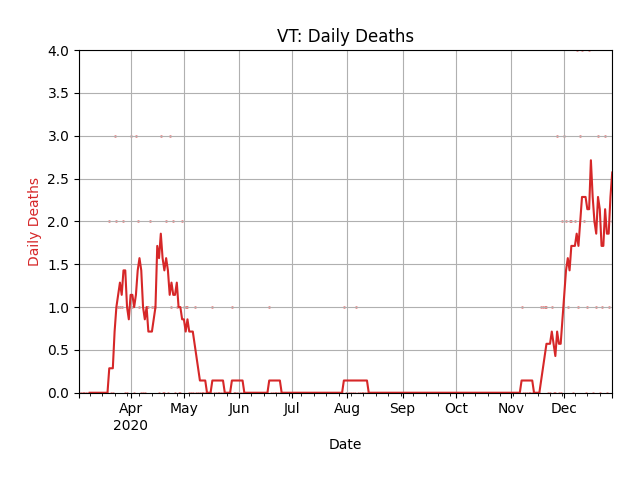 VT: Daily Deaths
Daily Deaths
4.0
3.5
3.0
2.5
2.0
1.5
1.0
0.5
0.0
Apr
2020
May
Jun
Jul
Aug
Sep
Oct
Nov
Dec
Date